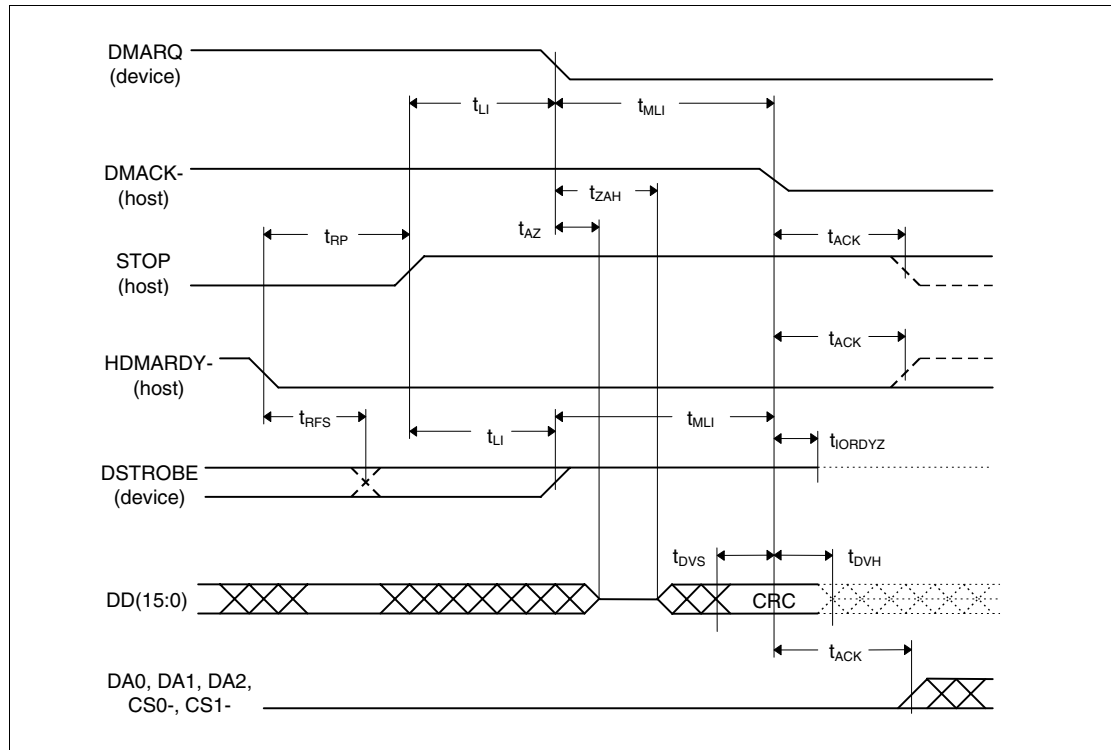 DMARQ
(device)
tLI
tMLI
DMACK-
(host)
tZAH
tAZ
tRP
tACK
STOP
(host)
tACK
HDMARDY-
(host)
tRFS
tLI
tMLI
tIORDYZ
DSTROBE
(device)
tDVS
tDVH
DD(15:0)
CRC
tACK
DA0, DA1, DA2,
CS0-, CS1-